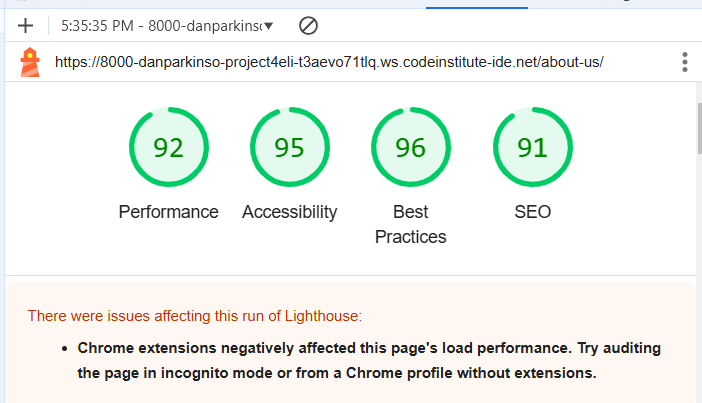 5:35:35 PM - 8000-danparkinso
https://8000-danparkinso-project4eli-t3aevo71tlq.ws.codeinstitute-ide.net/about-us/
92 95 96 91
Performance Accessibility Best Practices SEO
There were issues affecting this run of Lighthouse:
• Chrome extensions negatively affected this page's load performance. Try auditing
the page in incognito mode or from a Chrome profile without extensions.